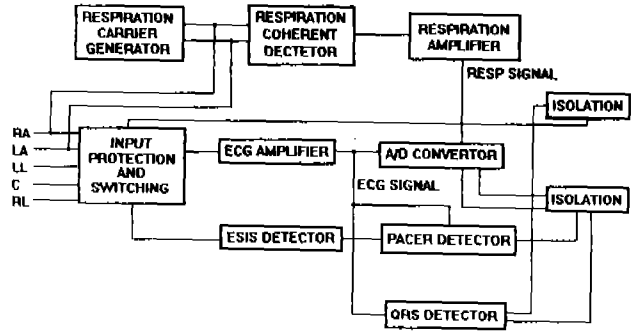 RESPIRATION
CARRIER
GENERATOR
RESPIRATION
COHERENT
DECTETOR
RESPIRATION
AMPLIFIER
RESP SIGNAL
ISOLATION
RA
LA
LL
C
RL
INPUT
PROTECTION
AND
SWITCHING
ECG AMPLIFIER
A/D CONVERTOR
ECG SIGNAL
ISOLATION
ESIS DETECTOR
PACER DETECTOR
QRS DETECTOR